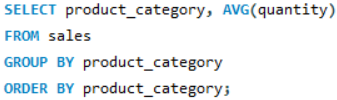 SELECT product_category, AVG(quantity)
FROM sales
GROUP BY product_category
ORDER BY product_category;